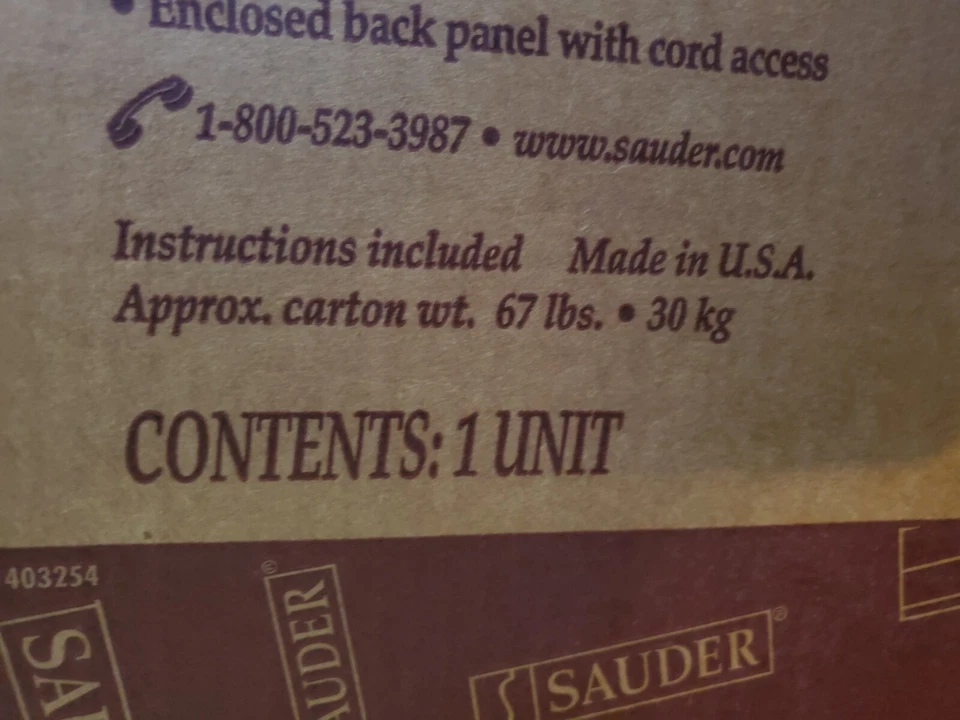 • Enclosed back panel with cord access
1-800-523-3987 • www.sauder.com
Instructions included Made in U.S.A.
Approx. carton wt. 67 lbs. • 30 kg
CONTENTS: 1 UNIT
403254
SAUDER®